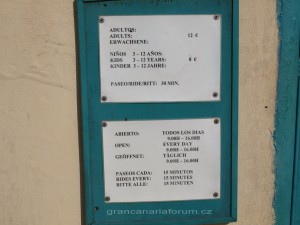 ADULTOS:
ADULTS: 12 €
ERWACHSENE:
NIÑOS 3 - 12 AÑOS:
KIDS 3 - 12 YEARS: 8 €
KINDER 3 - 12 JAHRE:
PASEO/RIDE/RITT: 30 MIN.
ABIERTO: TODOS LOS DIAS
9.00H - 16.00H
OPEN: EVERY DAY
9.00H - 16.00H
GEÖFFNET: TÄGLICH
9.00H - 16.00H
PASEOS CADA: 15 MINUTOS
RIDES EVERY: 15 MINUTES
BITTE ALLE: 15 MINUTEN
grancanariaforum.cz